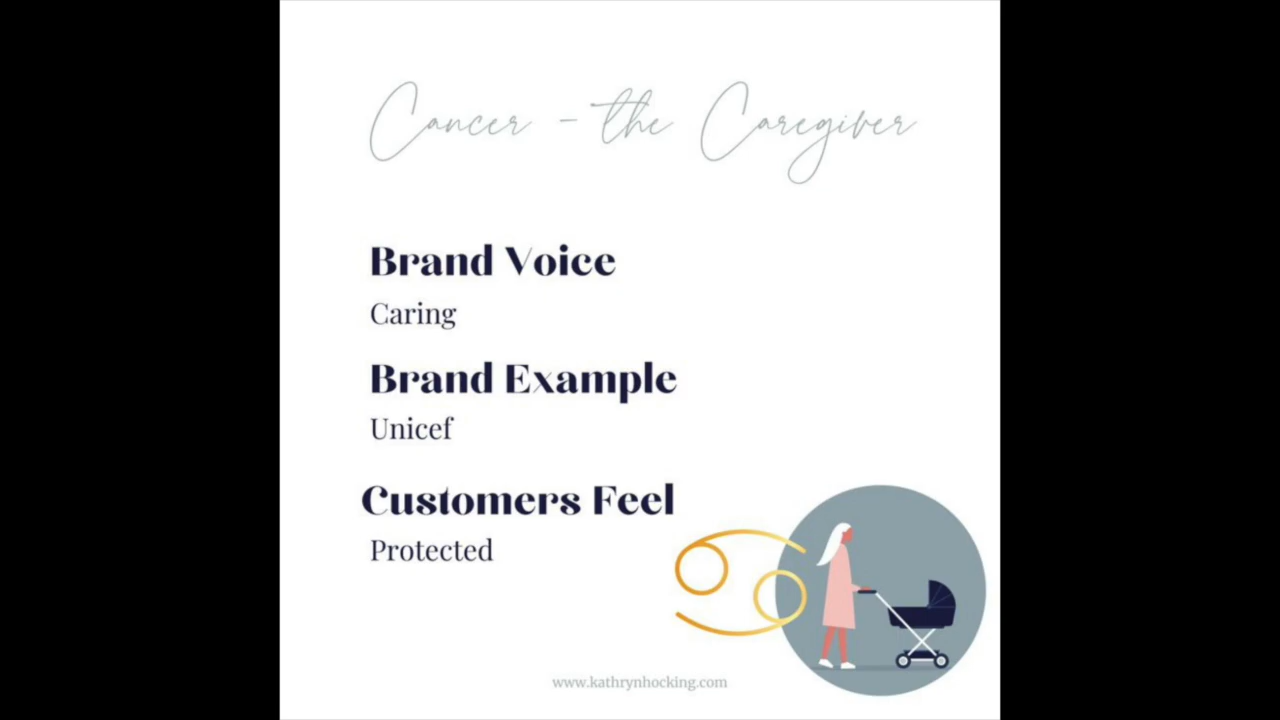 Cancer - the Caregiver
Brand Voice
Caring
Brand Example
Unicef
Customers Feel
Protected
www.kathrynhocking.com